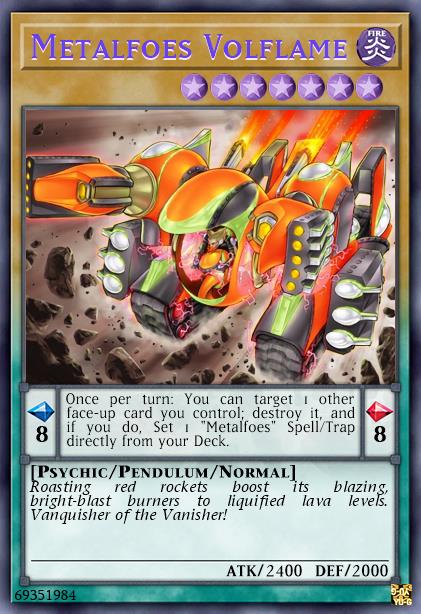 METALFOES VOLFLAME
FIRE
炎
Once per turn: You can target 1 other
face-up card you control; destroy it, and
if you do, Set 1 "Metalfoes" Spell/Trap
directly from your Deck.
8
8
[PSYCHIC/PENDULUM/NORMAL]
Roasting red rockets boost its blazing,
bright-blast burners to liquified lava levels.
Vanquisher of the Vanisher!
ATK/2400 DEF/2000
69351984